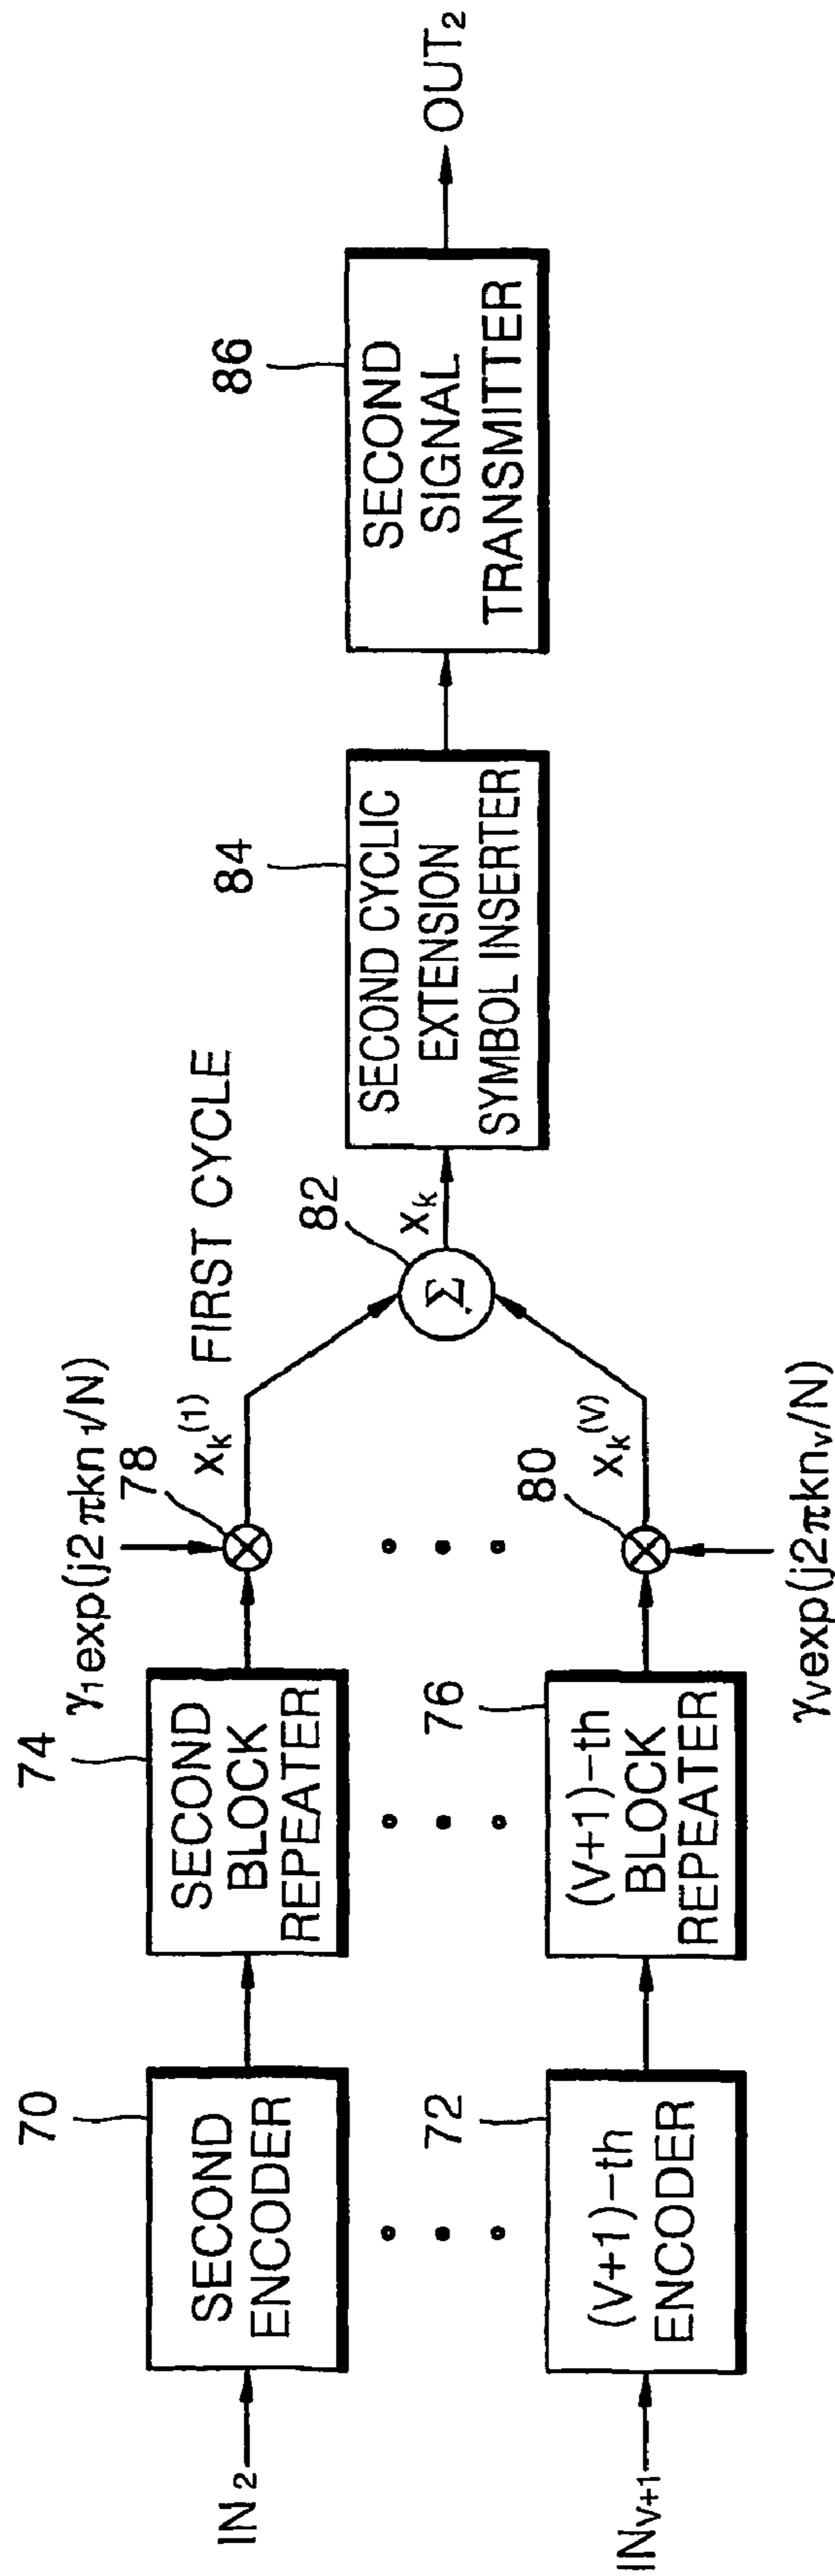 IN2
70
SECOND
ENCODER
74
SECOND
BLOCK
REPEATER
γ1exp(j2πkn1/N)
78
xk(1)
FIRST CYCLE
INV+1
72
(V+1)-th
ENCODER
76
(V+1)-th
BLOCK
REPEATER
80
xk(V)
γvexp(j2πknv/N)
82
Σ
xk
84
SECOND CYCLIC
EXTENSION
SYMBOL INSERTER
86
SECOND
SIGNAL
TRANSMITTER
OUT2